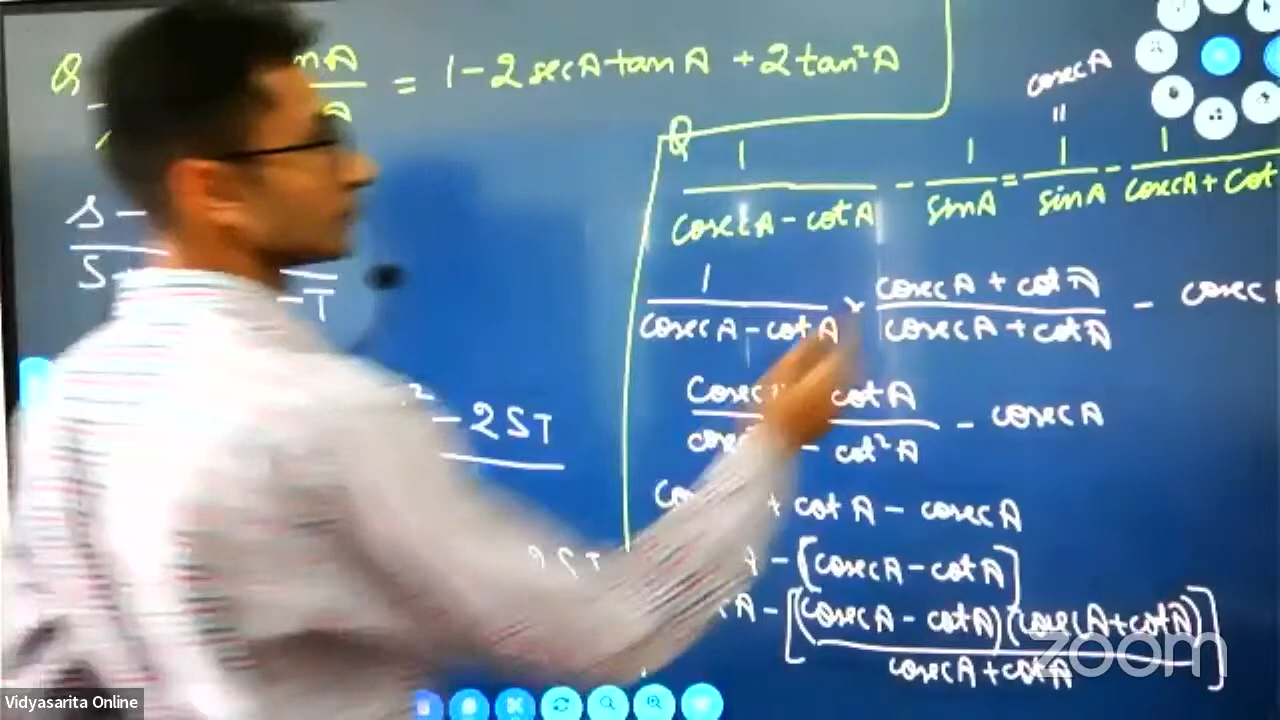 Q = 1 - 2 secA tanA + 2 tan²A
cosecA
Q 1 1 1 1
cosecA - cotA - sinA = sinA - cosecA + cot
1 cosecA + cotA
cosecA - cotA × cosecA + cotA - cosec
S -
-T
cotA
- cot²A - cosecA
² - 2ST
+ cotA - cosecA
- [cosecA - cotA]
A - [(cosecA - cotA)(cosecA + cotA)]
cosecA + cotA
zoom
Vidyasarita Online